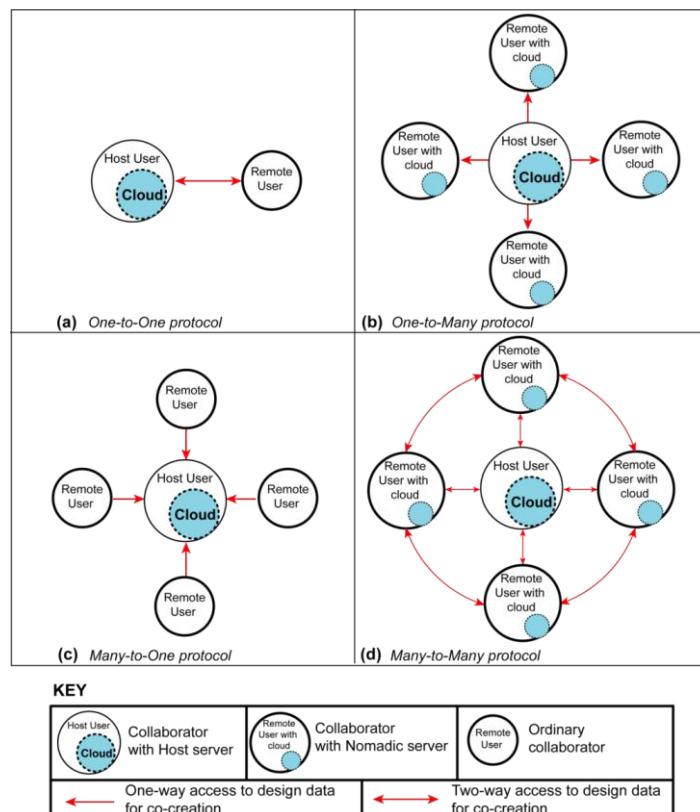 Host User
Cloud
Remote
User
(a) One-to-One protocol
Remote
User with
cloud
Remote
User with
cloud
Host User
Cloud
Remote
User with
cloud
Remote
User with
cloud
(b) One-to-Many protocol
Remote
User
Remote
User
Host User
Cloud
Remote
User
Remote
User
(c) Many-to-One protocol
Remote
User with
cloud
Remote
User with
cloud
Host User
Cloud
Remote
User with
cloud
Remote
User with
cloud
(d) Many-to-Many protocol
KEY
Host User
Cloud
Collaborator
with Host server
Remote
User with
cloud
Collaborator
with Nomadic server
Remote
User
Ordinary
collaborator
One-way access to design data
for co-creation
Two-way access to design data
for co-creation